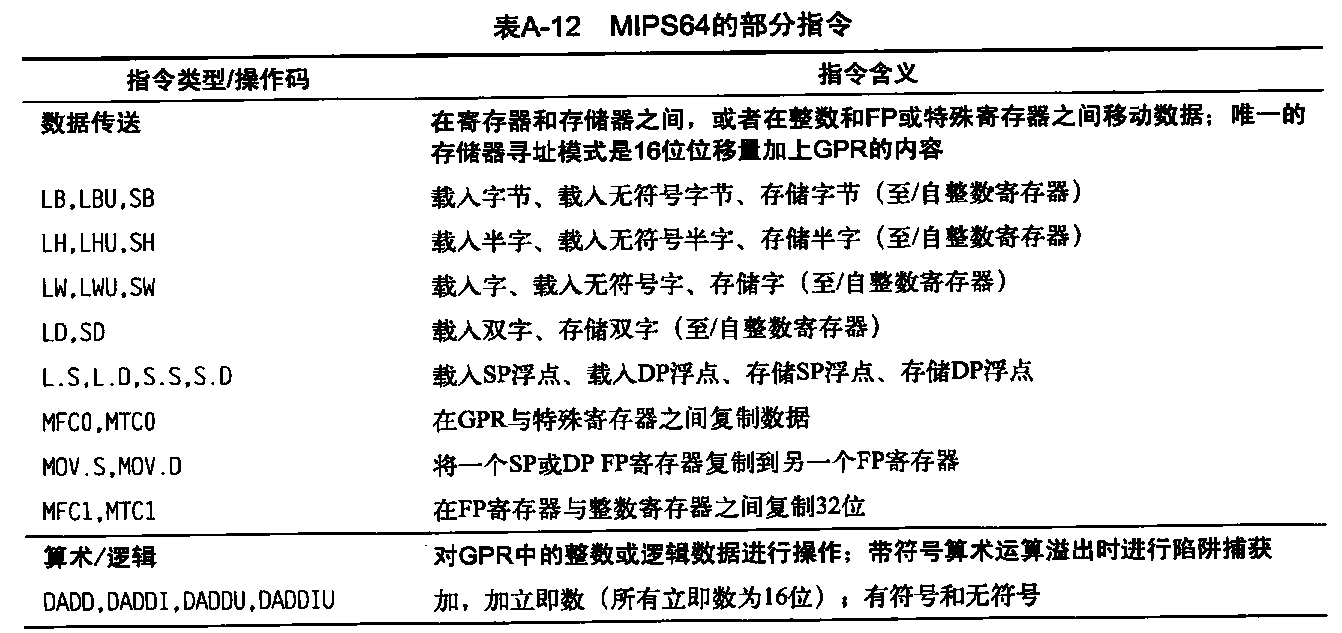 表A-12 MIPS64的部分指令
指令类型/操作码 指令含义
数据传送 在寄存器和存储器之间，或者在整数和FP或特殊寄存器之间移动数据；唯一的
存储器寻址模式是16位位移量加上GPR的内容
LB,LBU,SB 载入字节、载入无符号字节、存储字节（至/自整数寄存器）
LH,LHU,SH 载入半字、载入无符号半字、存储半字（至/自整数寄存器）
LW,LWU,SW 载入字、载入无符号字、存储字（至/自整数寄存器）
LD,SD 载入双字、存储双字（至/自整数寄存器）
L.S,L.D,S.S,S.D 载入SP浮点、载入DP浮点、存储SP浮点、存储DP浮点
MFC0,MTC0 在GPR与特殊寄存器之间复制数据
MOV.S,MOV.D 将一个SP或DP FP寄存器复制到另一个FP寄存器
MFC1,MTC1 在FP寄存器与整数寄存器之间复制32位
算术/逻辑 对GPR中的整数或逻辑数据进行操作；带符号算术运算溢出时进行陷阱捕获
DADD,DADDI,DADDU,DADDIU 加，加立即数（所有立即数为16位）；有符号和无符号